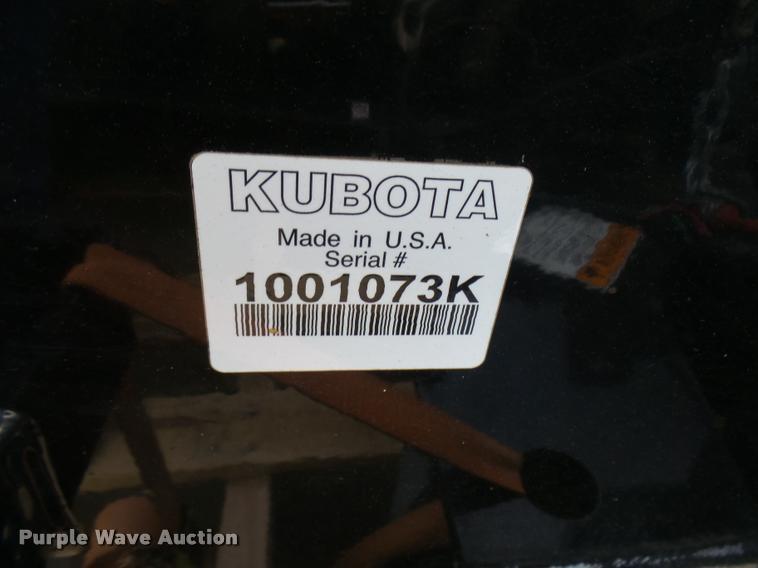 KUBOTA
Made in U.S.A.
Serial #
1001073K
Purple Wave Auction